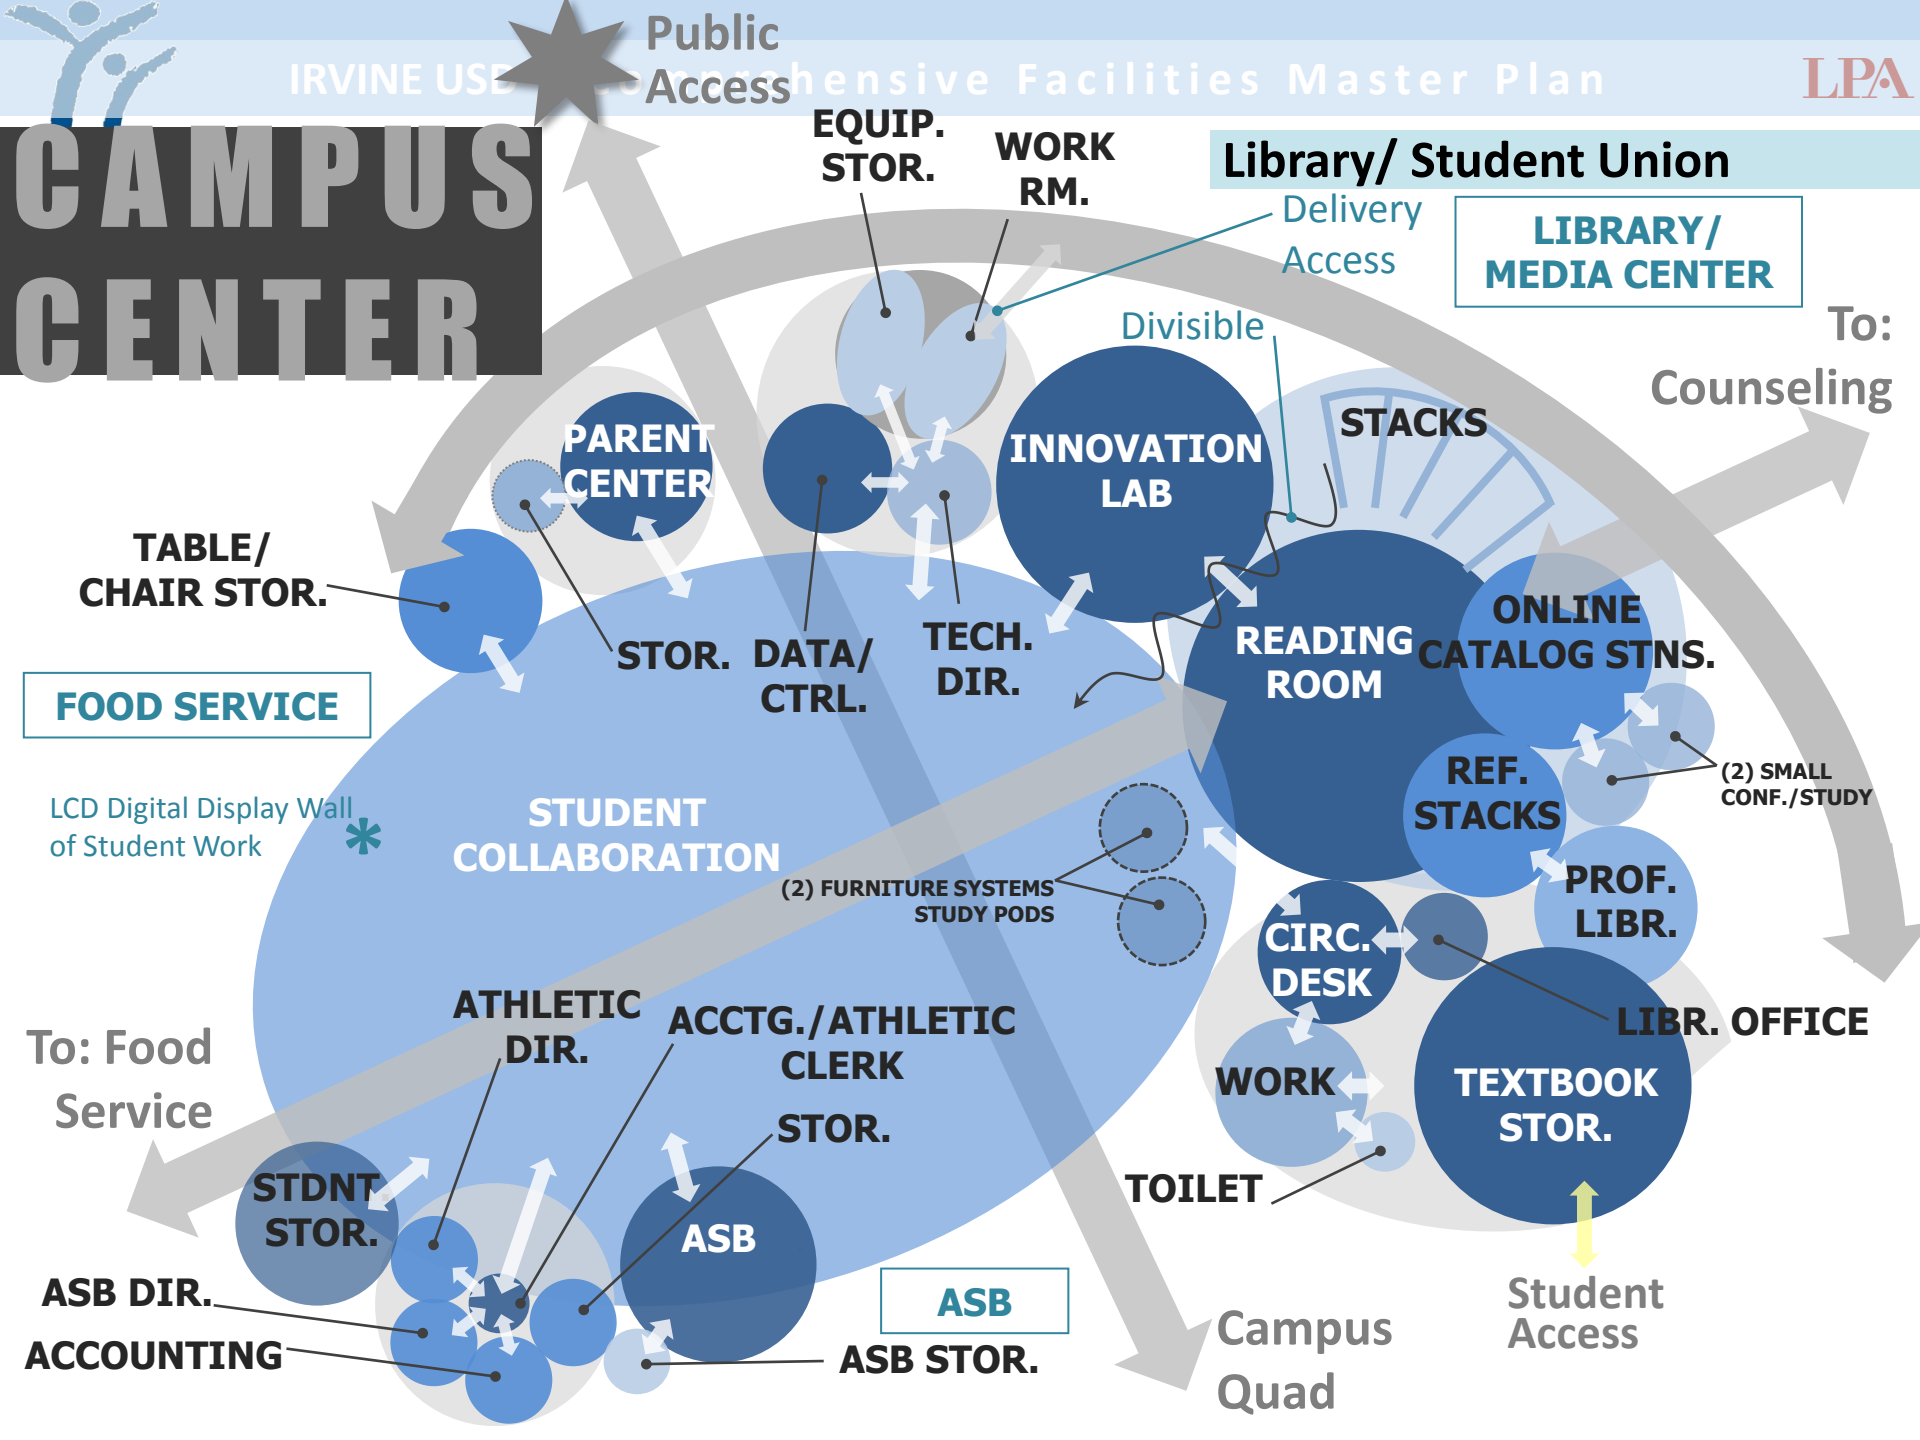 Public
Access
IRVINE USD Comprehensive Facilities Master Plan
LPA
CAMPUS
CENTER
Library/ Student Union
EQUIP.
STOR.
WORK
RM.
Delivery
Access
LIBRARY/
MEDIA CENTER
Divisible
To:
Counseling
STACKS
PARENT
CENTER
INNOVATION
LAB
TABLE/
CHAIR STOR.
STOR.
DATA/
CTRL.
TECH.
DIR.
READING
ROOM
ONLINE
CATALOG STNS.
FOOD SERVICE
LCD Digital Display Wall
of Student Work
*
STUDENT
COLLABORATION
(2) FURNITURE SYSTEMS
STUDY PODS
REF.
STACKS
(2) SMALL
CONF./STUDY
PROF.
LIBR.
CIRC.
DESK
LIBR. OFFICE
ATHLETIC
DIR.
ACCTG./ATHLETIC
CLERK
STOR.
To: Food
Service
WORK
TEXTBOOK
STOR.
TOILET
STDNT.
STOR.
ASB
ASB DIR.
ACCOUNTING
ASB
ASB STOR.
Campus
Quad
Student
Access